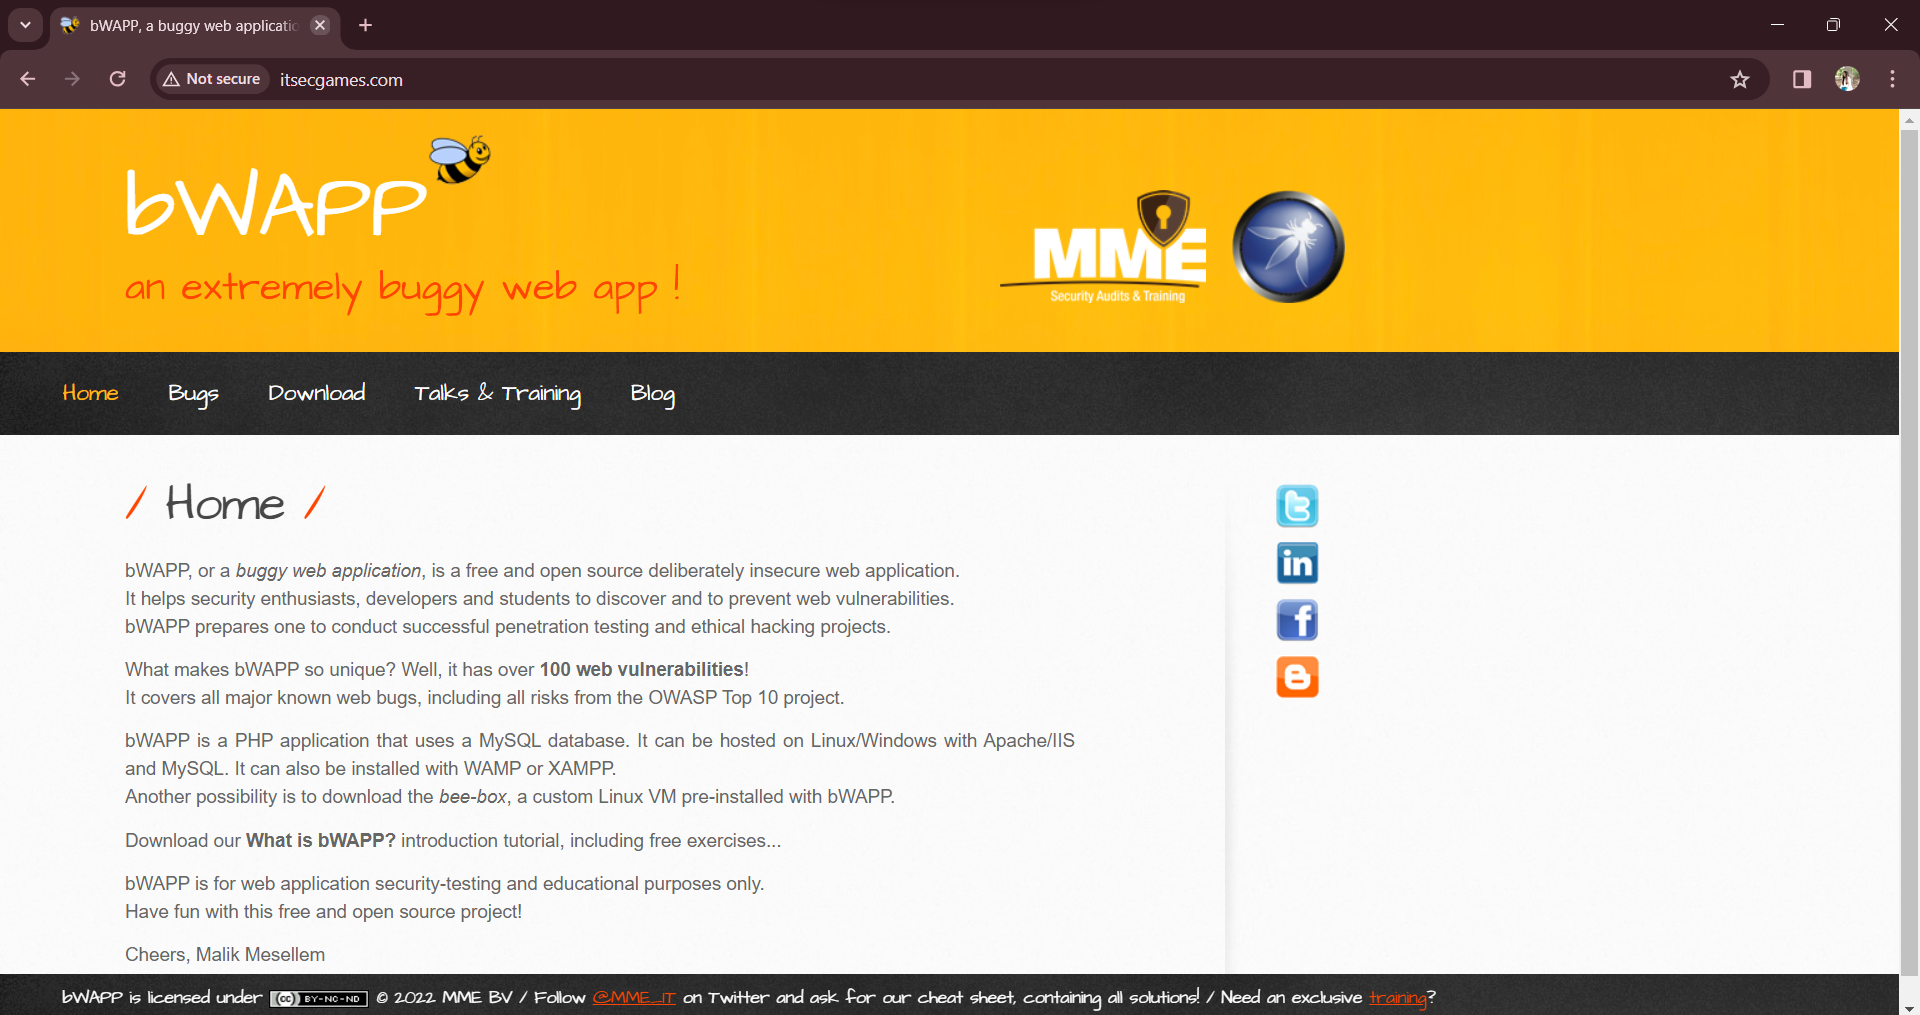 bWAPP, a buggy web applicatio
Not secure
itsecgames.com
bWAPP
an extremely buggy web app !
MME
Security Audits & Training
Home
Bugs
Download
Talks & Training
Blog
/ Home /
bWAPP, or a buggy web application, is a free and open source deliberately insecure web application.
It helps security enthusiasts, developers and students to discover and to prevent web vulnerabilities.
bWAPP prepares one to conduct successful penetration testing and ethical hacking projects.
What makes bWAPP so unique? Well, it has over 100 web vulnerabilities!
It covers all major known web bugs, including all risks from the OWASP Top 10 project.
bWAPP is a PHP application that uses a MySQL database. It can be hosted on Linux/Windows with Apache/IIS
and MySQL. It can also be installed with WAMP or XAMPP.
Another possibility is to download the bee-box, a custom Linux VM pre-installed with bWAPP.
Download our What is bWAPP? introduction tutorial, including free exercises...
bWAPP is for web application security-testing and educational purposes only.
Have fun with this free and open source project!
Cheers, Malik Mesellem
bWAPP is licensed under (cc) BY-NC-ND © 2022 MME BV / Follow @MME_IT on Twitter and ask for our cheat sheet, containing all solutions! / Need an exclusive training?